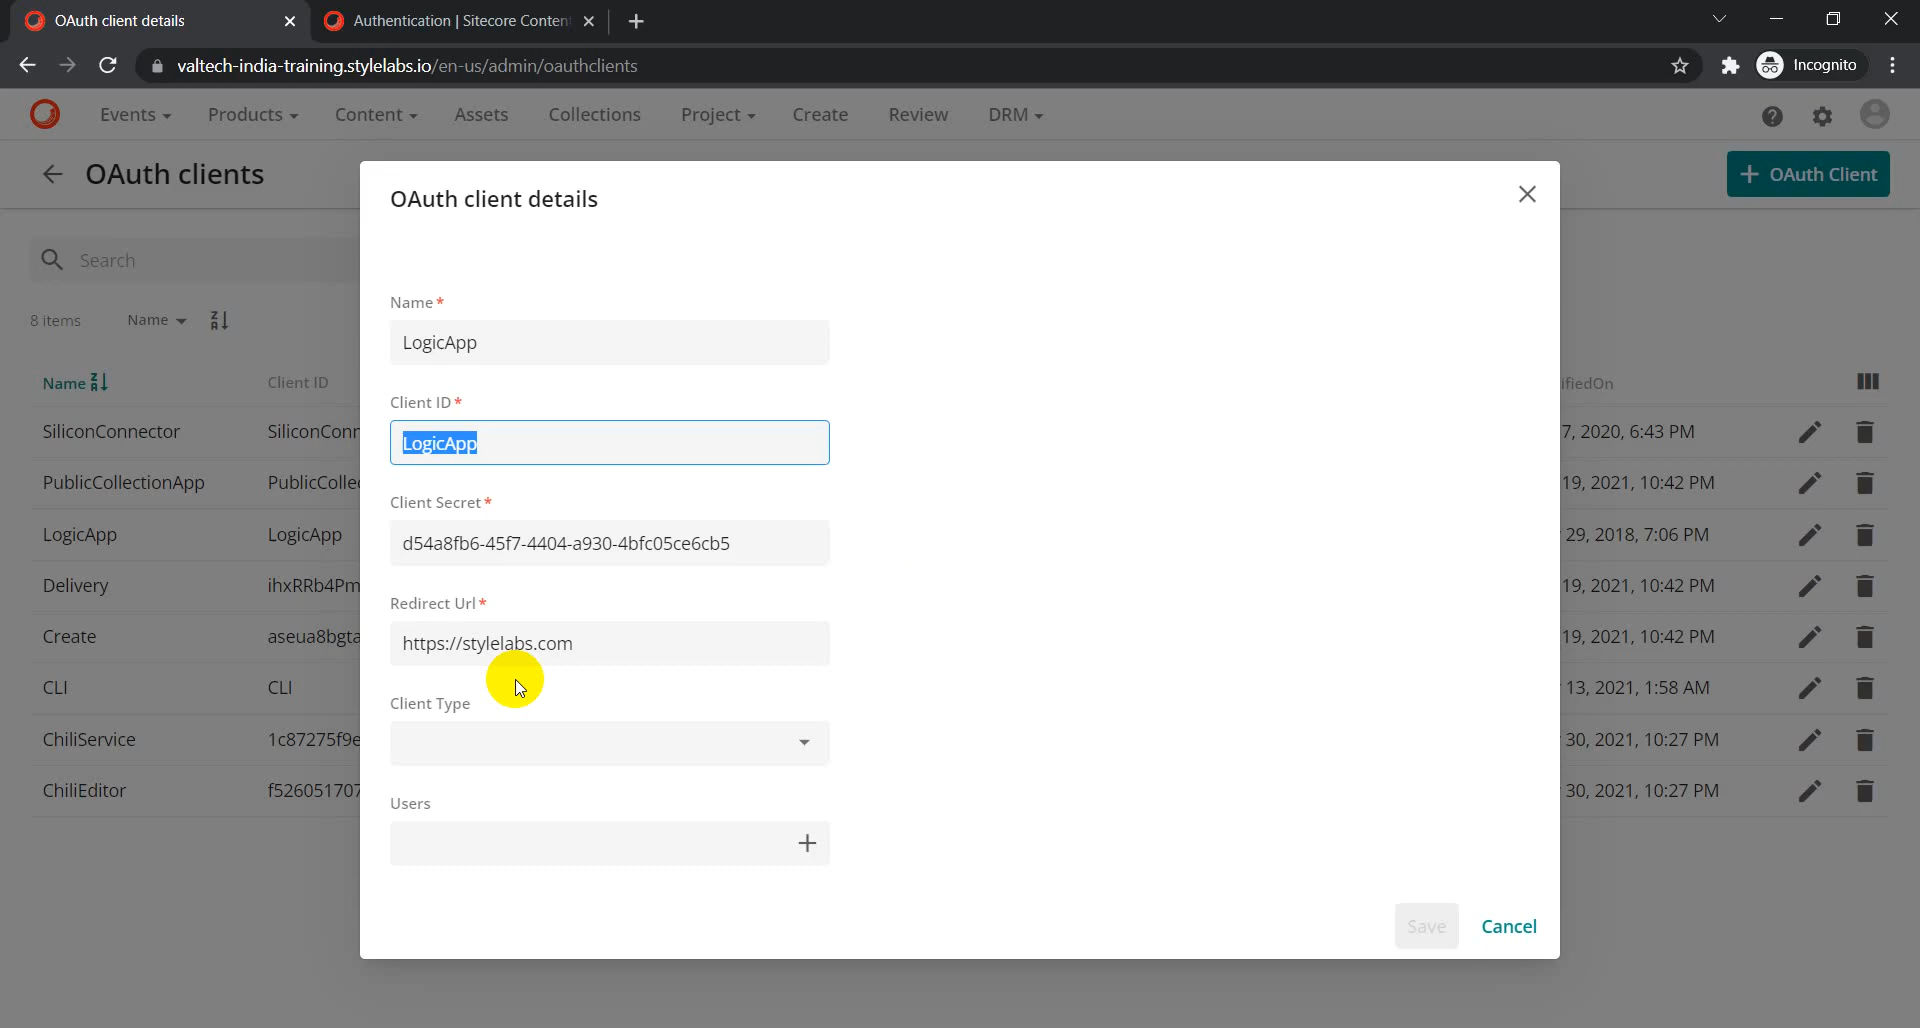 OAuth client details
Authentication | Sitecore Conten
valtech-india-training.stylelabs.io/en-us/admin/oauthclients
Incognito
Events
Products
Content
Assets
Collections
Project
Create
Review
DRM
OAuth clients
OAuth Client
Search
8 items
Name
Name
Client ID
ifiedOn
SiliconConnector
SiliconConn
7, 2020, 6:43 PM
PublicCollectionApp
PublicColle
19, 2021, 10:42 PM
LogicApp
LogicApp
29, 2018, 7:06 PM
Delivery
ihxRRb4Pm
19, 2021, 10:42 PM
Create
aseua8bgta
19, 2021, 10:42 PM
CLI
CLI
13, 2021, 1:58 AM
ChiliService
1c87275f9e
30, 2021, 10:27 PM
ChiliEditor
f526051707
30, 2021, 10:27 PM
OAuth client details
Name*
LogicApp
Client ID*
LogicApp
Client Secret*
d54a8fb6-45f7-4404-a930-4bfc05ce6cb5
Redirect Url*
https://stylelabs.com
Client Type
Users
Save
Cancel